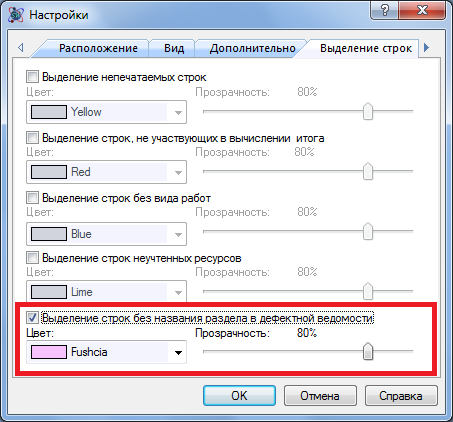 Настройки
Расположение Вид Дополнительно Выделение строк
Выделение непечатаемых строк
Цвет: Прозрачность: 80%
Yellow
Выделение строк, не участвующих в вычислении итога
Цвет: Прозрачность: 80%
Red
Выделение строк без вида работ
Цвет: Прозрачность: 80%
Blue
Выделение строк неучтенных ресурсов
Цвет: Прозрачность: 80%
Lime
Выделение строк без названия раздела в дефектной ведомости
Цвет: Прозрачность: 80%
Fushcia
OK Отмена Справка